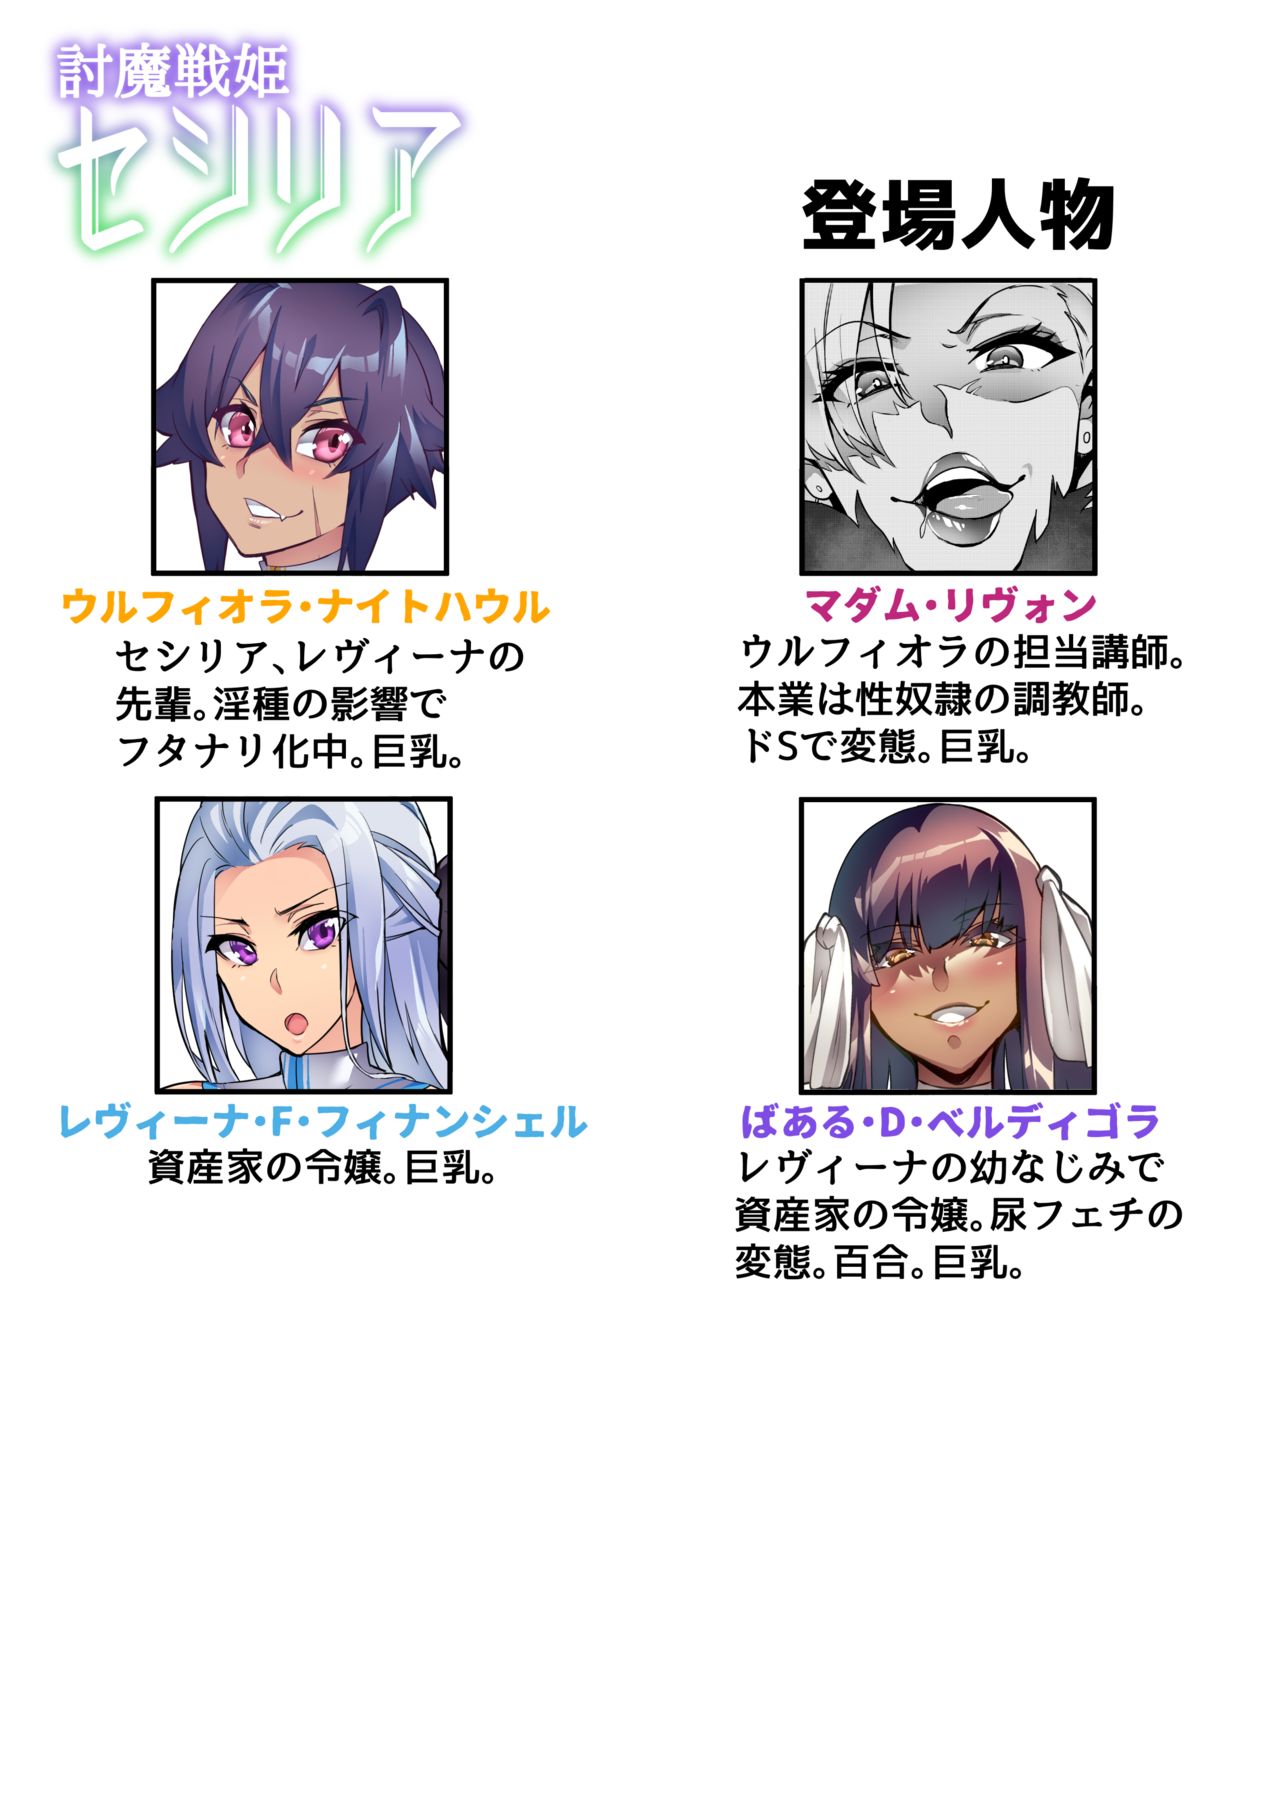 討魔戦姫
セシリア
登場人物
ウルフィオラ・ナイトハウル
セシリア、レヴィーナの
先輩。淫種の影響で
フタナリ化中。巨乳。
マダム・リヴォン
ウルフィオラの担当講師。
本業は性奴隷の調教師。
ドSで変態。巨乳。
レヴィーナ・F・フィナンシェル
資産家の令嬢。巨乳。
ばある・D・ベルディゴラ
レヴィーナの幼なじみで
資産家の令嬢。尿フェチの
変態。百合。巨乳。